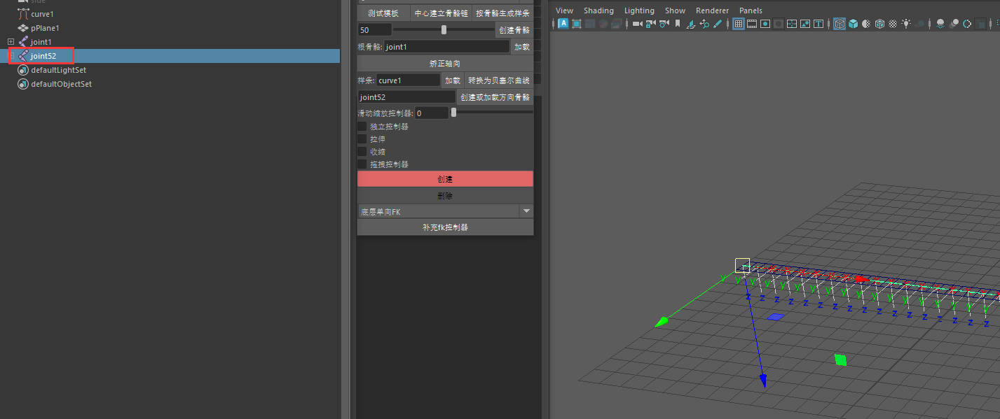 side
curve1
pPlane1
joint1
joint52
defaultLightSet
defaultObjectSet
测试模板 中心建立骨骼链 按骨骼生成样条
50 创建骨骼
根骨骼: joint1 加载
矫正轴向
样条: curve1 加载 转换为贝塞尔曲线
joint52 创建或加载方向骨骼
滑动缩放控制器: 0
独立控制器
拉伸
收缩
拖拽控制器
创建
删除
底层单向FK
补充fk控制器
View Shading Lighting Show Renderer Panels
A
T
y y y y y y y y y y y y y y y y y y
z z z z z z z z z z z z z z z z z